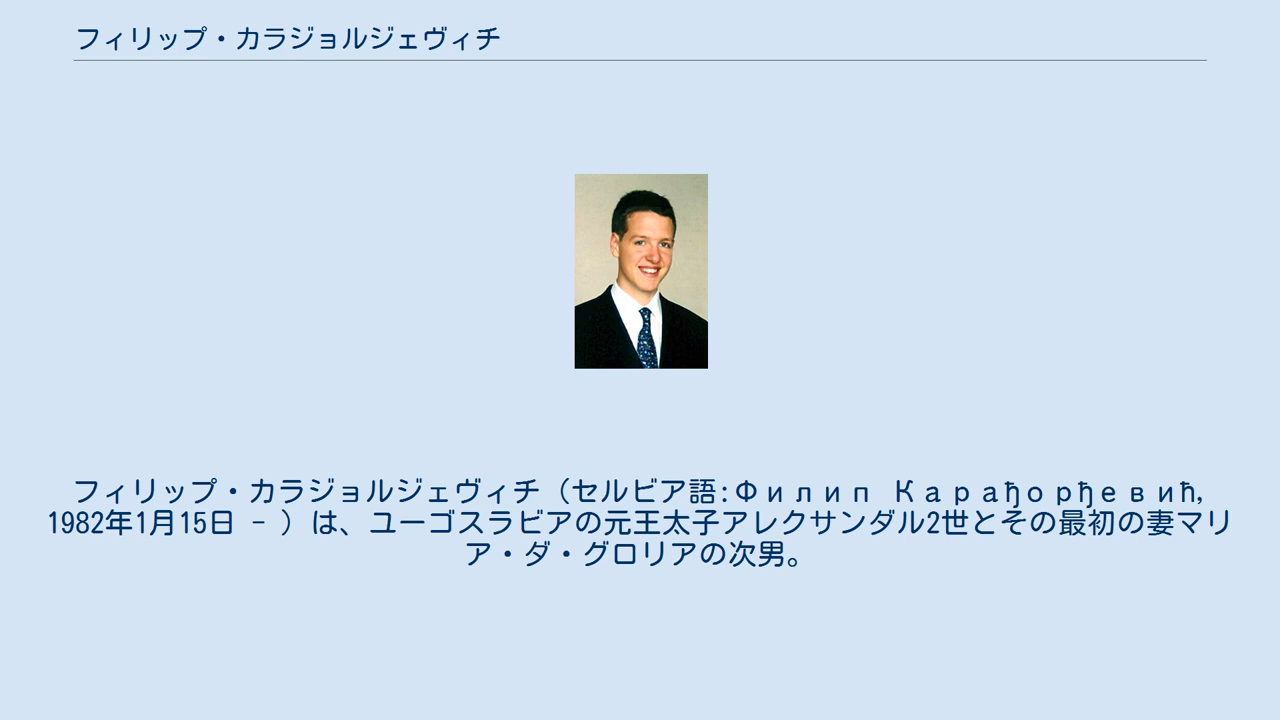 フィリップ・カラジョルジェヴィチ
フィリップ・カラジョルジェヴィチ（セルビア語:Филип Карађорђевић,
1982年1月15日 - ）は、ユーゴスラビアの元王太子アレクサンダル2世とその最初の妻マリ
ア・ダ・グロリアの次男。